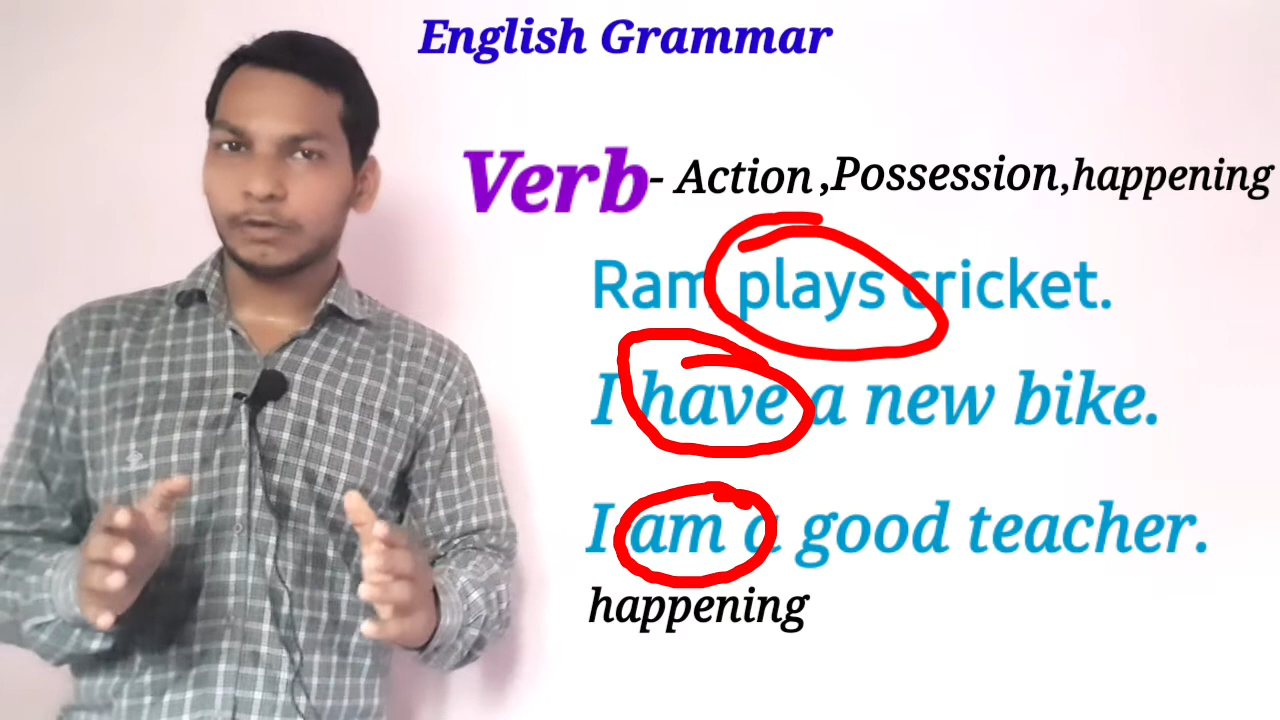 English Grammar
Verb- Action ,Possession,happening
Ram plays cricket.
I have a new bike.
I am a good teacher.
happening